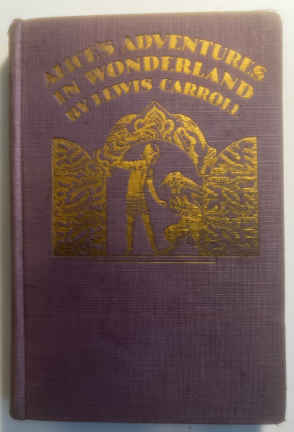 ALICE'S ADVENTURES
IN WONDERLAND
BY LEWIS CARROLL